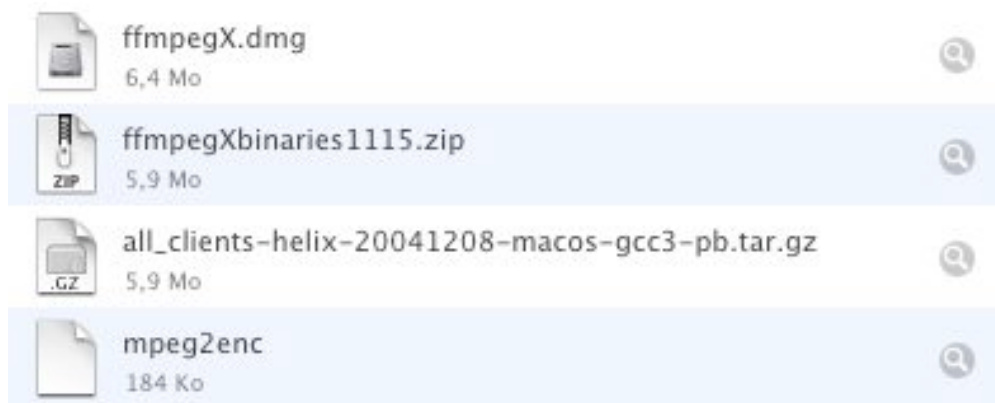 ffmpegX.dmg
6,4 Mo
ffmpegXbinaries1115.zip
ZIP
5,9 Mo
all_clients-helix-20041208-macos-gcc3-pb.tar.gz
.GZ
5,9 Mo
mpeg2enc
184 Ko